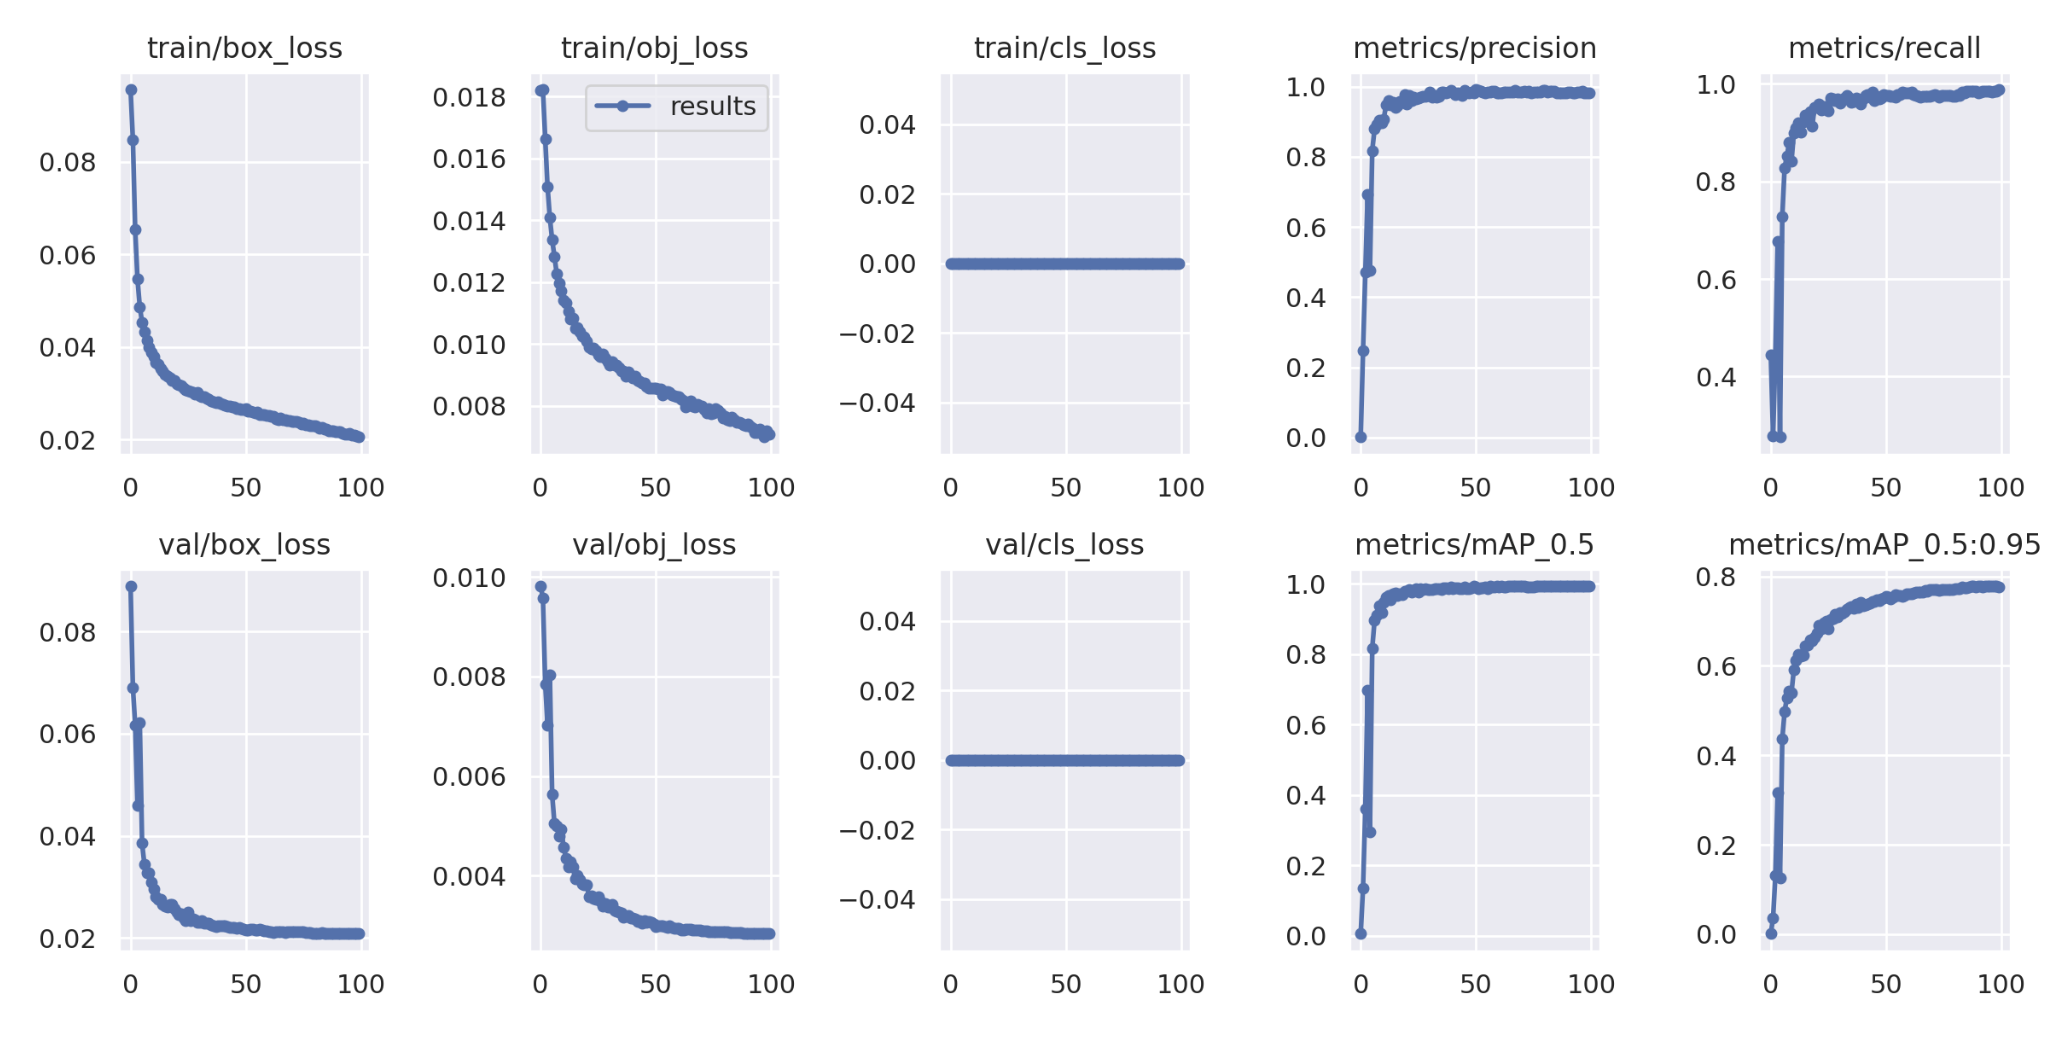 train/box_loss
0.08
0.06
0.04
0.02
0 50 100
train/obj_loss
results
0.018
0.016
0.014
0.012
0.010
0.008
0 50 100
train/cls_loss
0.04
0.02
0.00
−0.02
−0.04
0 50 100
metrics/precision
1.0
0.8
0.6
0.4
0.2
0.0
0 50 100
metrics/recall
1.0
0.8
0.6
0.4
0 50 100
val/box_loss
0.08
0.06
0.04
0.02
0 50 100
val/obj_loss
0.010
0.008
0.006
0.004
0 50 100
val/cls_loss
0.04
0.02
0.00
−0.02
−0.04
0 50 100
metrics/mAP_0.5
1.0
0.8
0.6
0.4
0.2
0.0
0 50 100
metrics/mAP_0.5:0.95
0.8
0.6
0.4
0.2
0.0
0 50 100